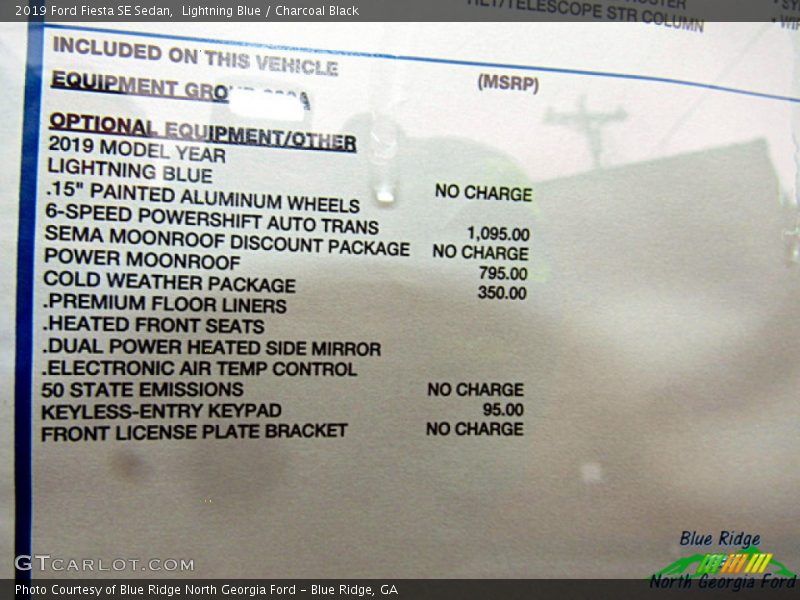 2019 Ford Fiesta SE Sedan, Lightning Blue / Charcoal Black
/TELESCOPE STR COLUMN
INCLUDED ON THIS VEHICLE
(MSRP)
EQUIPMENT
OPTIONAL EQUIPMENT/OTHER
2019 MODEL YEAR
LIGHTNING BLUE NO CHARGE
.15" PAINTED ALUMINUM WHEELS
6-SPEED POWERSHIFT AUTO TRANS 1,095.00
SEMA MOONROOF DISCOUNT PACKAGE NO CHARGE
POWER MOONROOF 795.00
COLD WEATHER PACKAGE 350.00
.PREMIUM FLOOR LINERS
.HEATED FRONT SEATS
.DUAL POWER HEATED SIDE MIRROR
.ELECTRONIC AIR TEMP CONTROL
50 STATE EMISSIONS NO CHARGE
KEYLESS-ENTRY KEYPAD 95.00
FRONT LICENSE PLATE BRACKET NO CHARGE
Blue Ridge
North Georgia Ford
GTCARLOT.COM
Photo Courtesy of Blue Ridge North Georgia Ford - Blue Ridge, GA